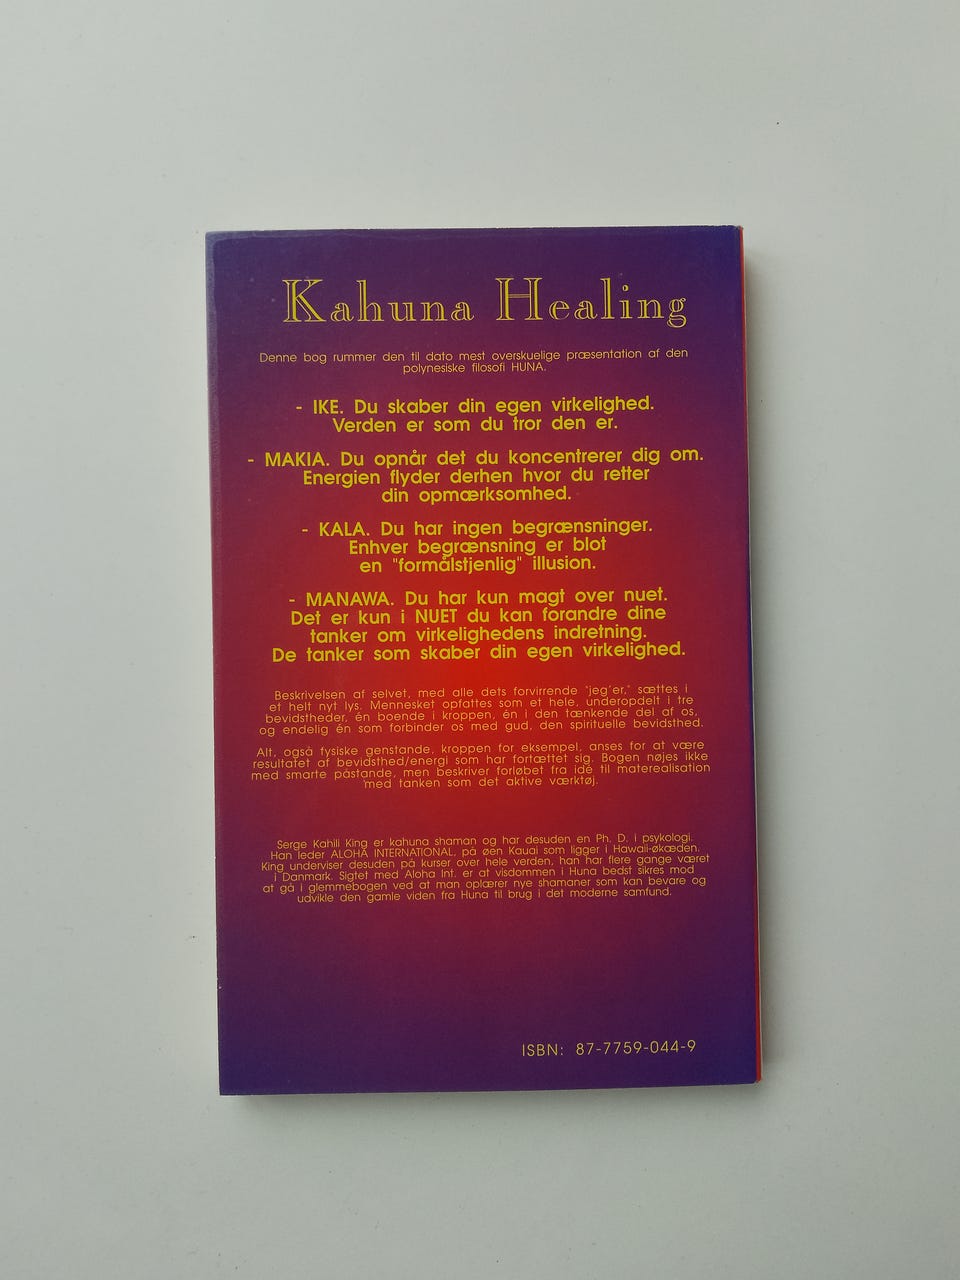 Kahuna Healing
Denne bog rummer den til dato mest overskuelige præsentation af den
polynesiske filosofi HUNA.
- IKE. Du skaber din egen virkelighed.
Verden er som du tror den er.
- MAKIA. Du opnår det du koncentrerer dig om.
Energien flyder derhen hvor du retter
din opmærksomhed.
- KALA. Du har ingen begrænsninger.
Enhver begrænsning er blot
en "formålstjenlig" illusion.
- MANAWA. Du har kun magt over nuet.
Det er kun i NUET du kan forandre dine
tanker om virkelighedens indretning.
De tanker som skaber din egen virkelighed.
Beskrivelsen af selvet, med alle dets forvirrende "jeg'er," sættes i
et helt nyt lys. Mennesket opfattes som et hele, underopdelt i tre
bevidstheder, én boende i kroppen, én i den tænkende del af os,
og endelig én som forbinder os med gud, den spirituelle bevidsthed.
Alt, også fysiske genstande, kroppen for eksempel, anses for at være
resultatet af bevidsthed/energi som har fortættet sig. Bogen nøjes ikke
med smarte påstande, men beskriver forløbet fra idé til materealisation
med tanken som det aktive værktøj.
Serge Kahili King er kahuna shaman og har desuden en Ph. D. i psykologi.
Han leder ALOHA INTERNATIONAL, på øen Kauai som ligger i Hawaii-økæden.
King underviser desuden på kurser over hele verden, han har flere gange været
i Danmark. Sigtet med Aloha Int. er at visdommen i Huna bedst sikres mod
at gå i glemmebogen ved at man oplærer nye shamaner som kan bevare og
udvikle den gamle viden fra Huna til brug i det moderne samfund.
ISBN: 87-7759-044-9